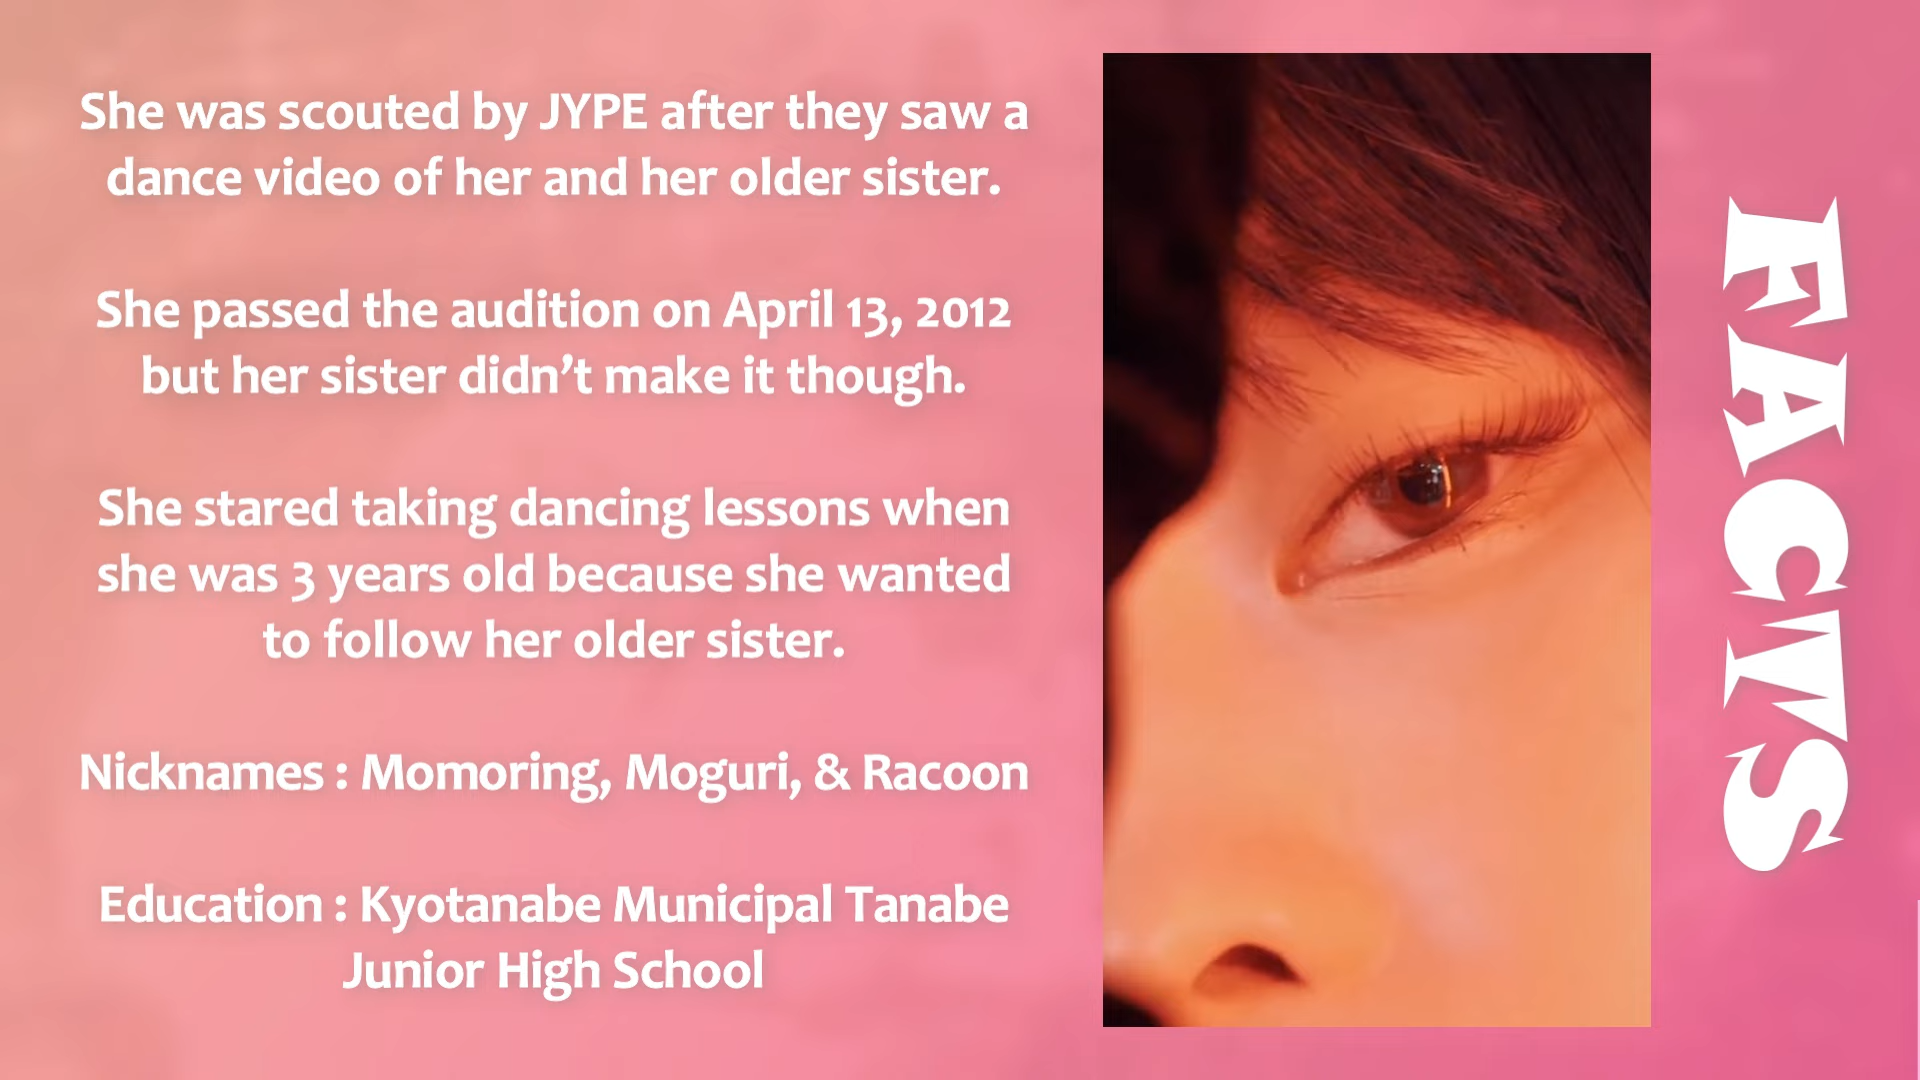 She was scouted by JYPE after they saw a
dance video of her and her older sister.
She passed the audition on April 13, 2012
but her sister didn’t make it though.
She stared taking dancing lessons when
she was 3 years old because she wanted
to follow her older sister.
Nicknames : Momoring, Moguri, & Racoon
Education : Kyotanabe Municipal Tanabe
Junior High School
FACTS